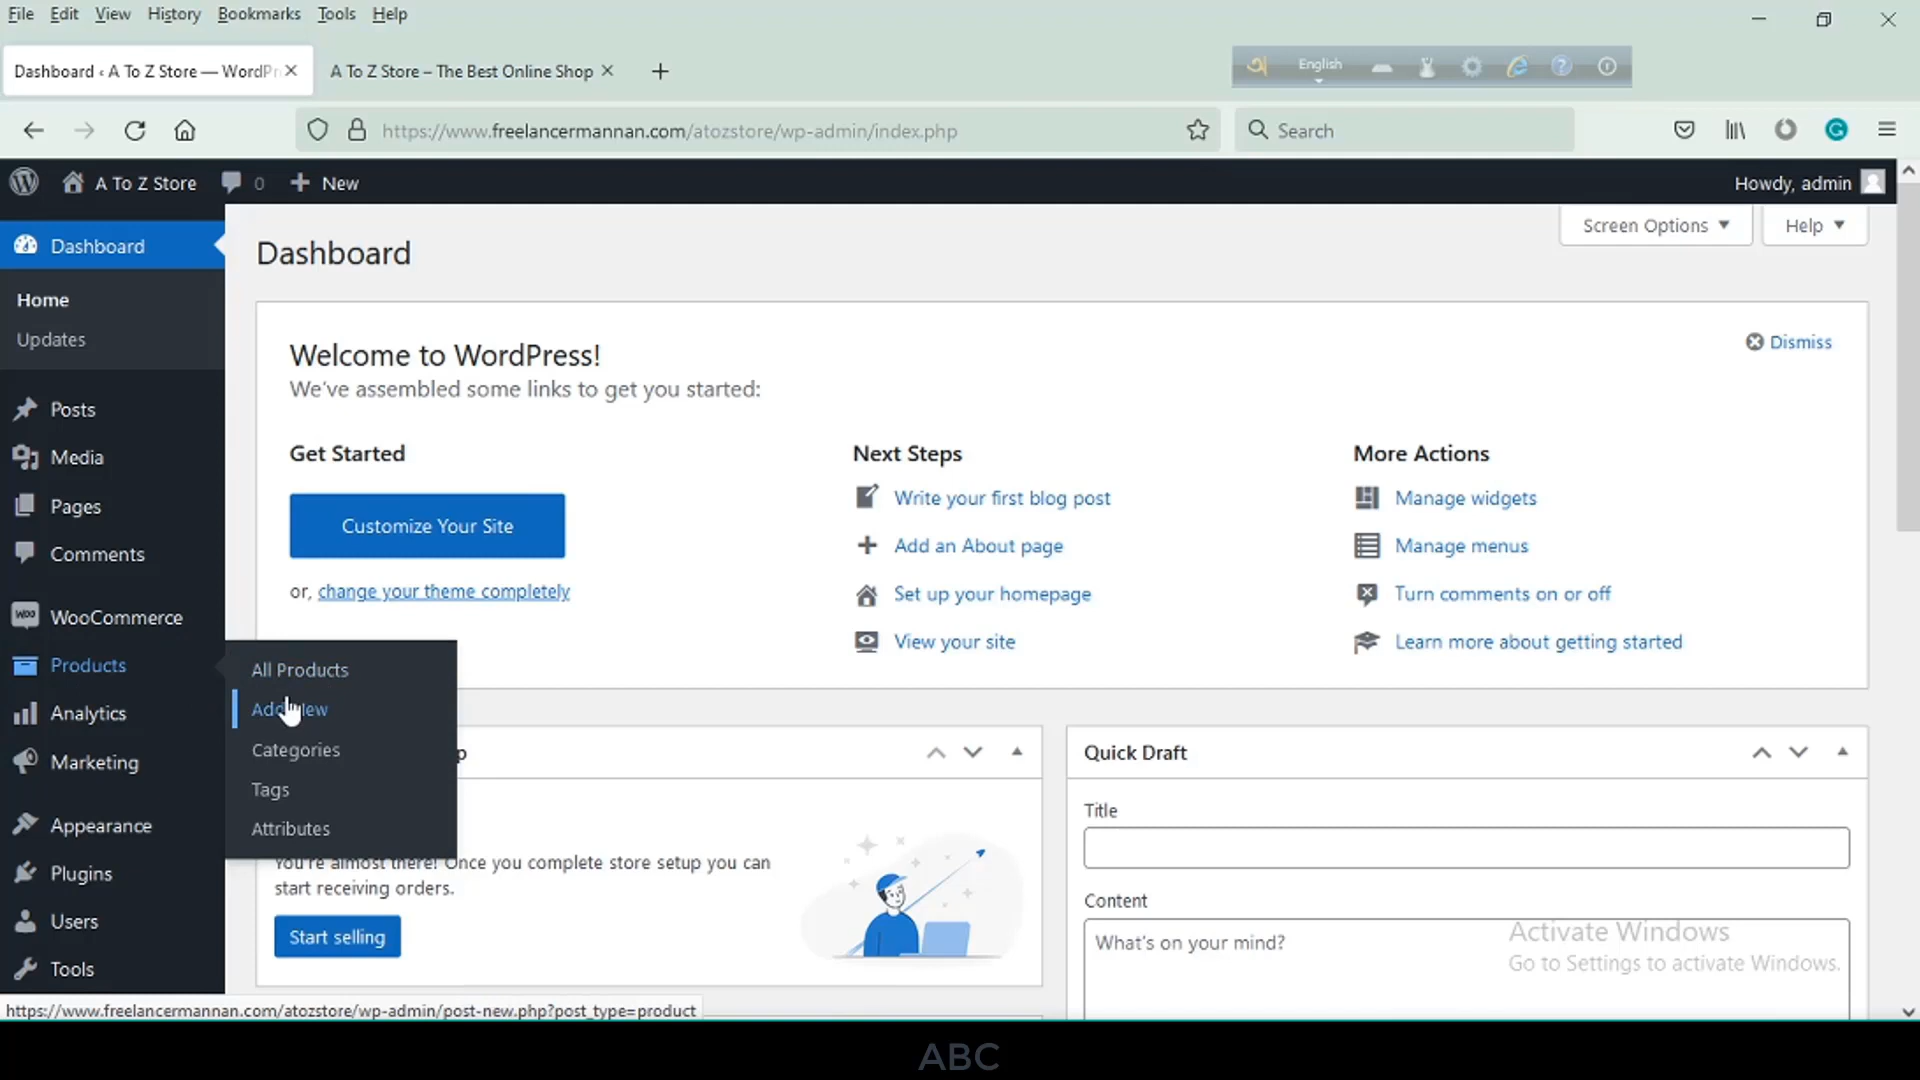 File Edit View History Bookmarks Tools Help
Dashboard ‹ A To Z Store — WordPr
A To Z Store – The Best Online Shop
English
https://www.freelancermannan.com/atozstore/wp-admin/index.php
Search
A To Z Store 0 New
Howdy, admin
Dashboard
Home
Updates
Posts
Media
Pages
Comments
WooCommerce
Products
Analytics
Marketing
Appearance
Plugins
Users
Tools
All Products
Add New
Categories
Tags
Attributes
Dashboard
Screen Options
Help
Welcome to WordPress!
We've assembled some links to get you started:
Dismiss
Get Started
Customize Your Site
or, change your theme completely
Next Steps
Write your first blog post
Add an About page
Set up your homepage
View your site
More Actions
Manage widgets
Manage menus
Turn comments on or off
Learn more about getting started
p
You're almost there! Once you complete store setup you can
start receiving orders.
Start selling
Quick Draft
Title
Content
What's on your mind?
Activate Windows
Go to Settings to activate Windows.
https://www.freelancermannan.com/atozstore/wp-admin/post-new.php?post_type=product
ABC